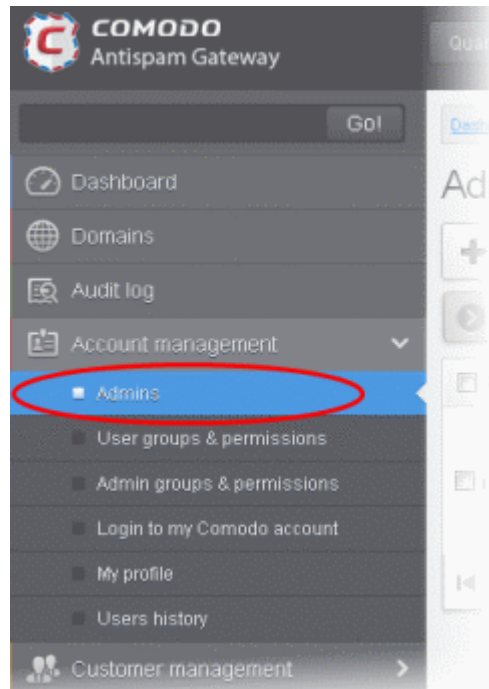 COMODO
Antispam Gateway
Go!
Dashboard
Domains
Audit log
Account management
Admins
User groups & permissions
Admin groups & permissions
Login to my Comodo account
My profile
Users history
Customer management